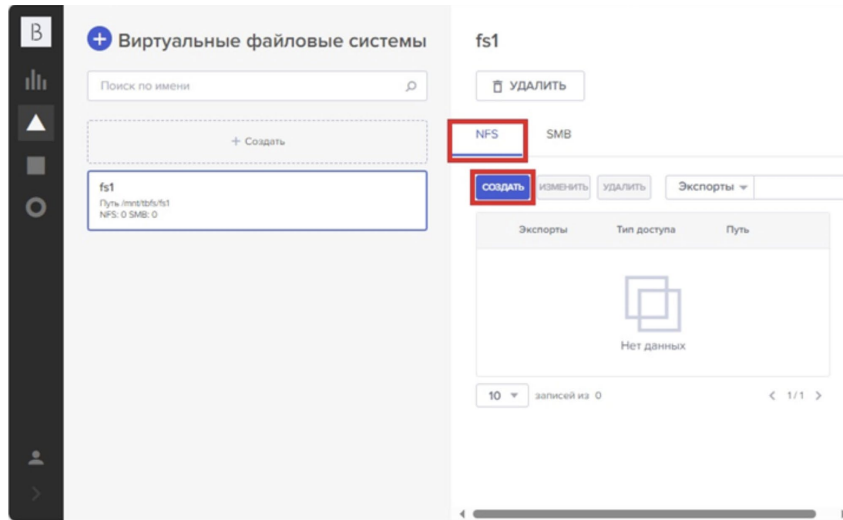 B
Виртуальные файловые системы
Поиск по имени
+ Создать
fs1
Путь /mnt/tbfs/fs1
NFS: 0 SMB: 0
fs1
УДАЛИТЬ
NFS SMB
СОЗДАТЬ ИЗМЕНИТЬ УДАЛИТЬ Экспорты
Экспорты Тип доступа Путь
Нет данных
10 записей из 0 < 1/1 >